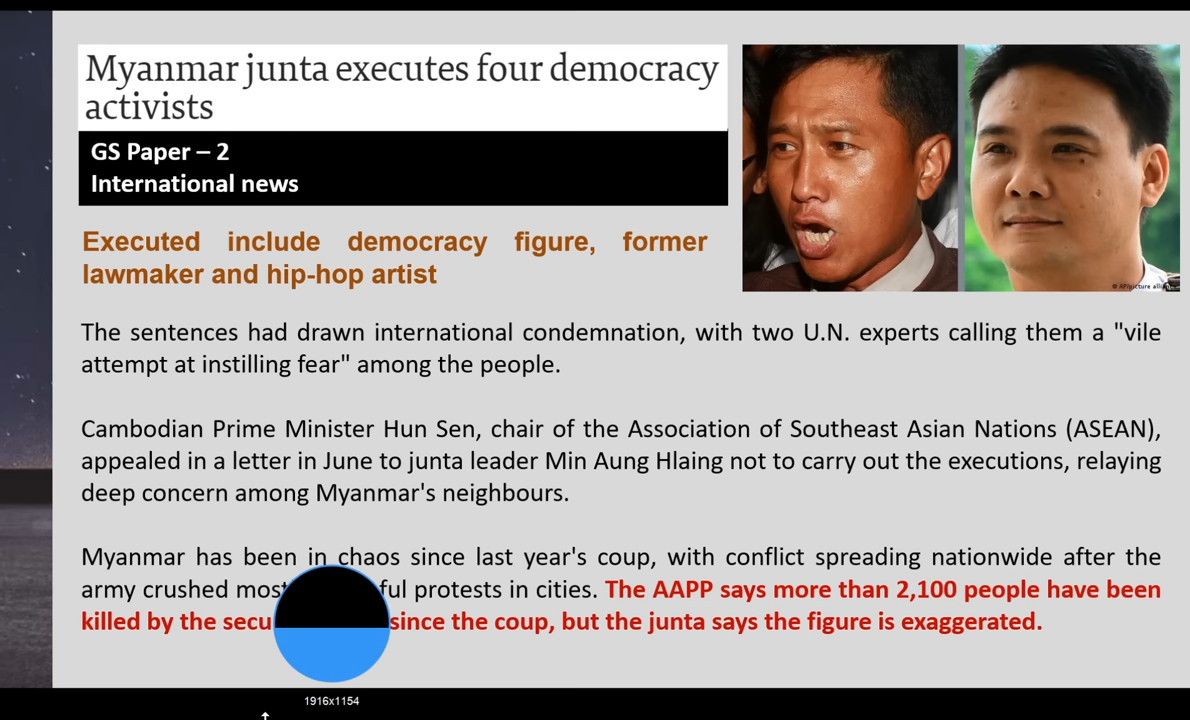 Myanmar junta executes four democracy
activists
GS Paper – 2
International news
Executed include democracy figure, former
lawmaker and hip-hop artist
The sentences had drawn international condemnation, with two U.N. experts calling them a "vile
attempt at instilling fear" among the people.
Cambodian Prime Minister Hun Sen, chair of the Association of Southeast Asian Nations (ASEAN),
appealed in a letter in June to junta leader Min Aung Hlaing not to carry out the executions, relaying
deep concern among Myanmar's neighbours.
Myanmar has been in chaos since last year's coup, with conflict spreading nationwide after the
army crushed protests in cities. The AAPP says more than 2,100 people have been
killed by the since the coup, but the junta says the figure is exaggerated.
1916x1154